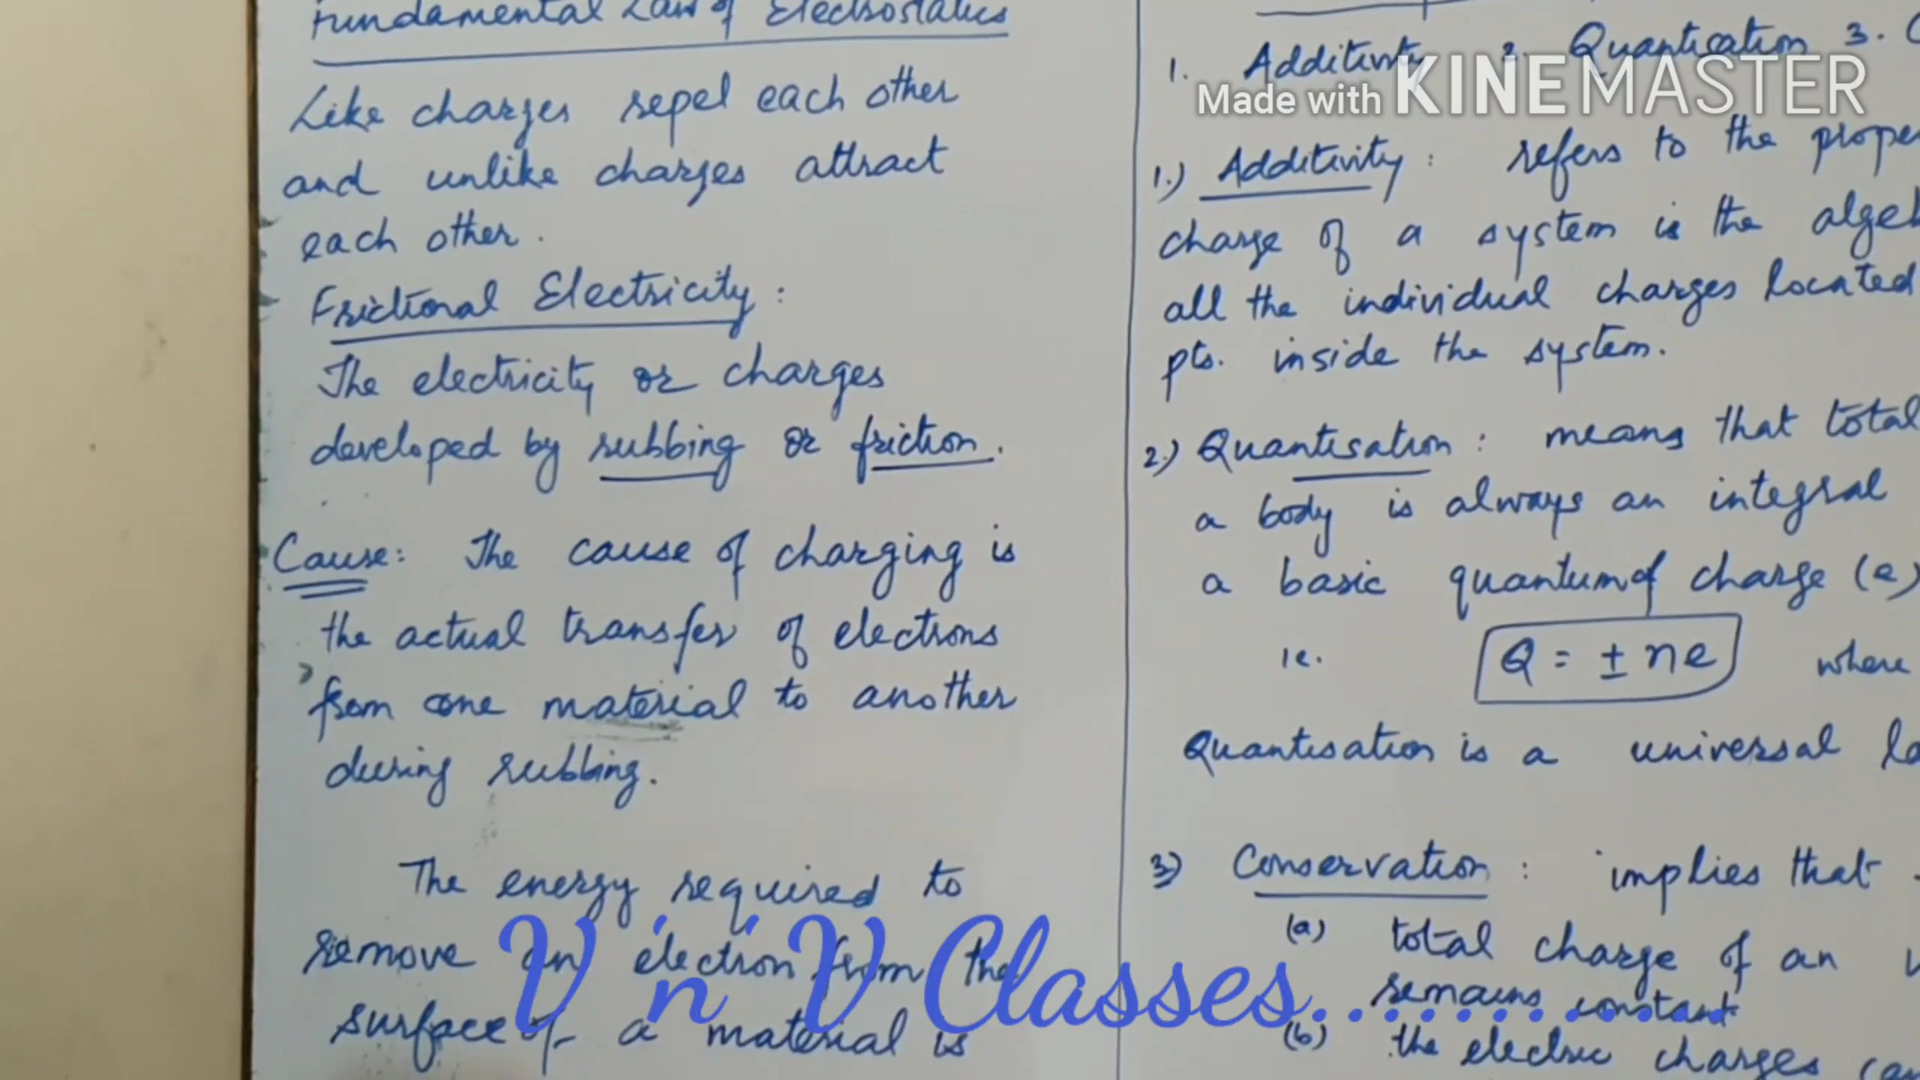 Fundamental Law of Electrostatics
Like charges repel each other
and unlike charges attract
each other.
Frictional Electricity:
The electricity or charges
developed by rubbing or friction.
Cause: The cause of charging is
the actual transfer of electrons
from one material to another
during rubbing.
The energy required to
remove an electron from the
surface of a material is
1. Additivity 2. Quantisation 3. C
Made with KINEMASTER
1.) Additivity: refers to the proper
charge of a system is the algeb
all the individual charges located
pts. inside the system.
2.) Quantisation: means that total
a body is always an integral
a basic quantum of charge (e)
ie. Q = ± ne where
Quantisation is a universal la
3) Conservation: implies that
(a) total charge of an
remains constant
(b) the electric charges can
V 'n' V Classes............